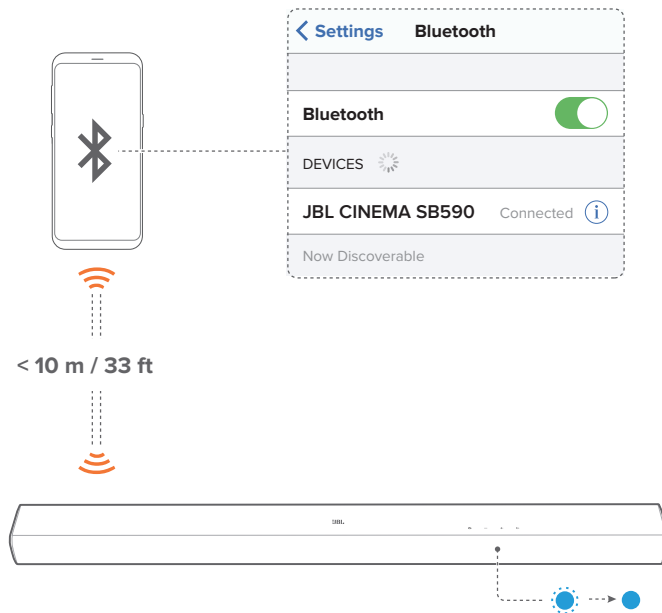 Settings Bluetooth
Bluetooth
DEVICES
JBL CINEMA SB590 Connected i
Now Discoverable
< 10 m / 33 ft
JBL